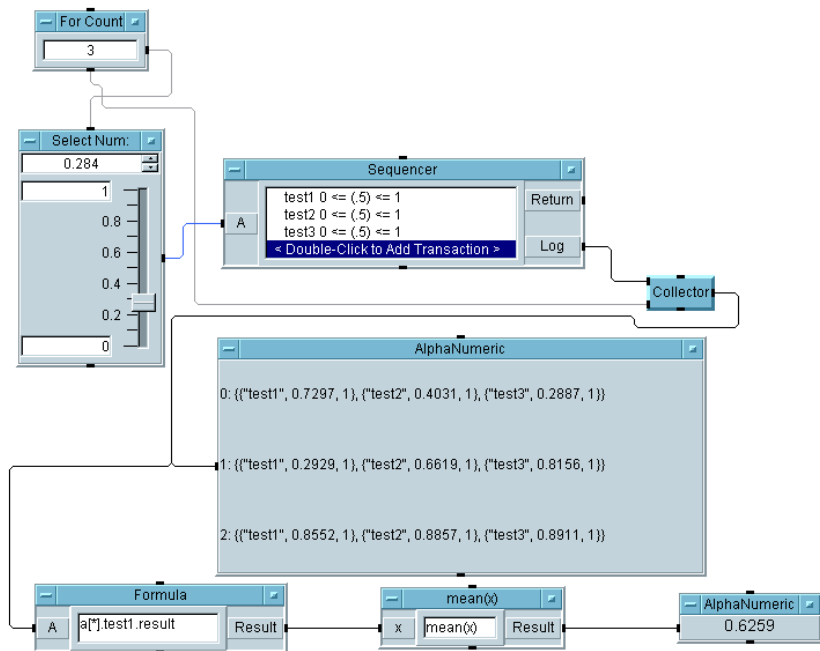 For Count
3
Select Num:
0.284
1
0.8
0.6
0.4
0.2
0
Sequencer
A
test1 0 <= (.5) <= 1
test2 0 <= (.5) <= 1
test3 0 <= (.5) <= 1
< Double-Click to Add Transaction >
Return
Log
Collector
AlphaNumeric
0: {{"test1", 0.7297, 1}, {"test2", 0.4031, 1}, {"test3", 0.2887, 1}}
1: {{"test1", 0.2929, 1}, {"test2", 0.6619, 1}, {"test3", 0.8156, 1}}
2: {{"test1", 0.8552, 1}, {"test2", 0.8857, 1}, {"test3", 0.8911, 1}}
Formula
A
a[*].test1.result
Result
mean(x)
x
mean(x)
Result
AlphaNumeric
0.6259